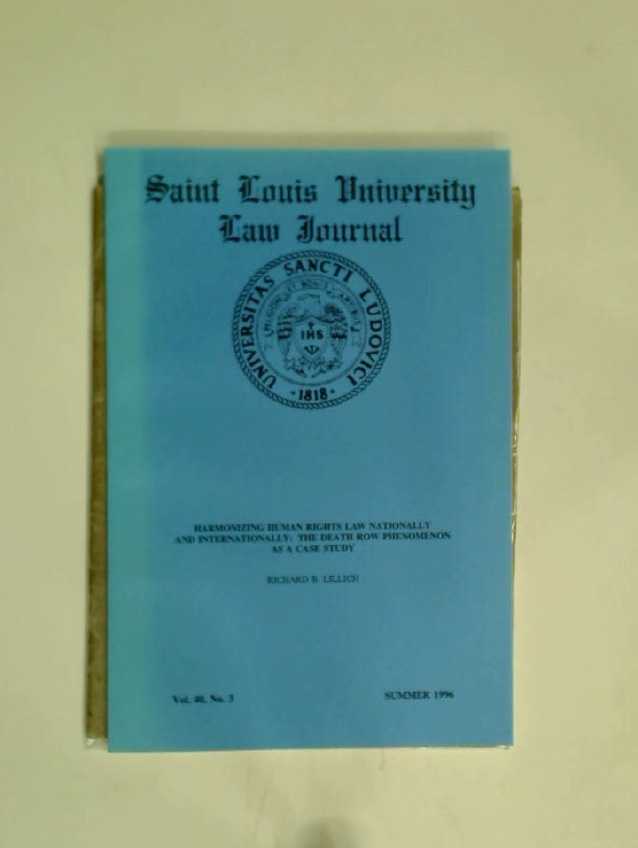 Saint Louis University
Law Journal
UNIVERSITAS SANCTI LUDOVICI
IHS
·1818·
HARMONIZING HUMAN RIGHTS LAW NATIONALLY
AND INTERNATIONALLY: THE DEATH ROW PHENOMENON
AS A CASE STUDY
RICHARD B. LILLICH
Vol. 40, No. 3
SUMMER 1996